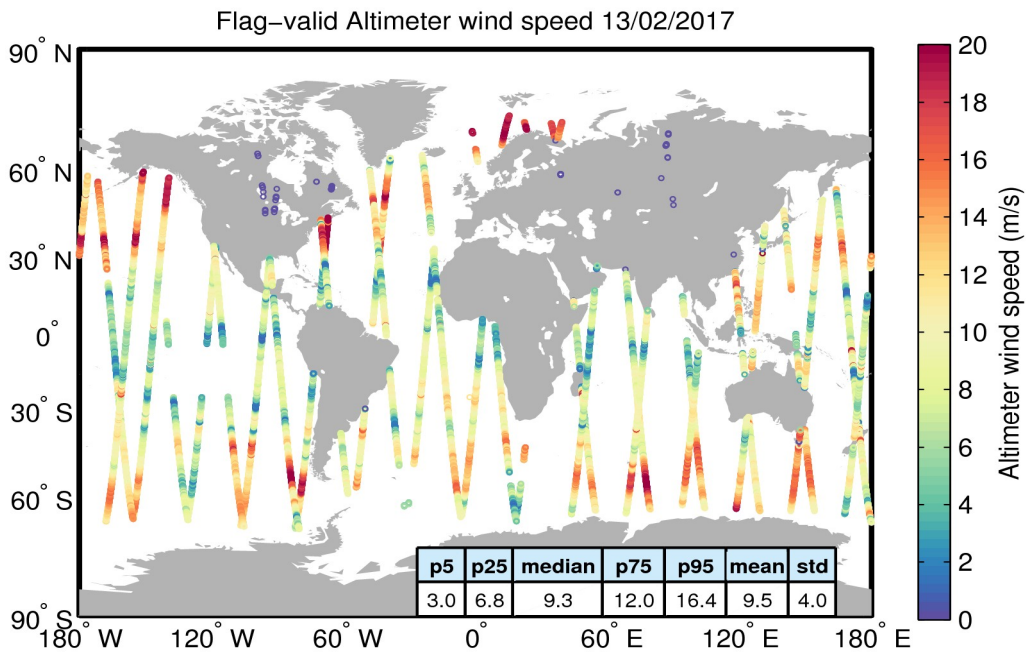 Flag−valid Altimeter wind speed 13/02/2017
90° N
60° N
30° N
0°
30° S
60° S
90° S
180° W
120° W
60° W
0°
60° E
120° E
180° E
p5 p25 median p75 p95 mean std
3.0 6.8 9.3 12.0 16.4 9.5 4.0
20
18
16
14
12
10
8
6
4
2
0
Altimeter wind speed (m/s)